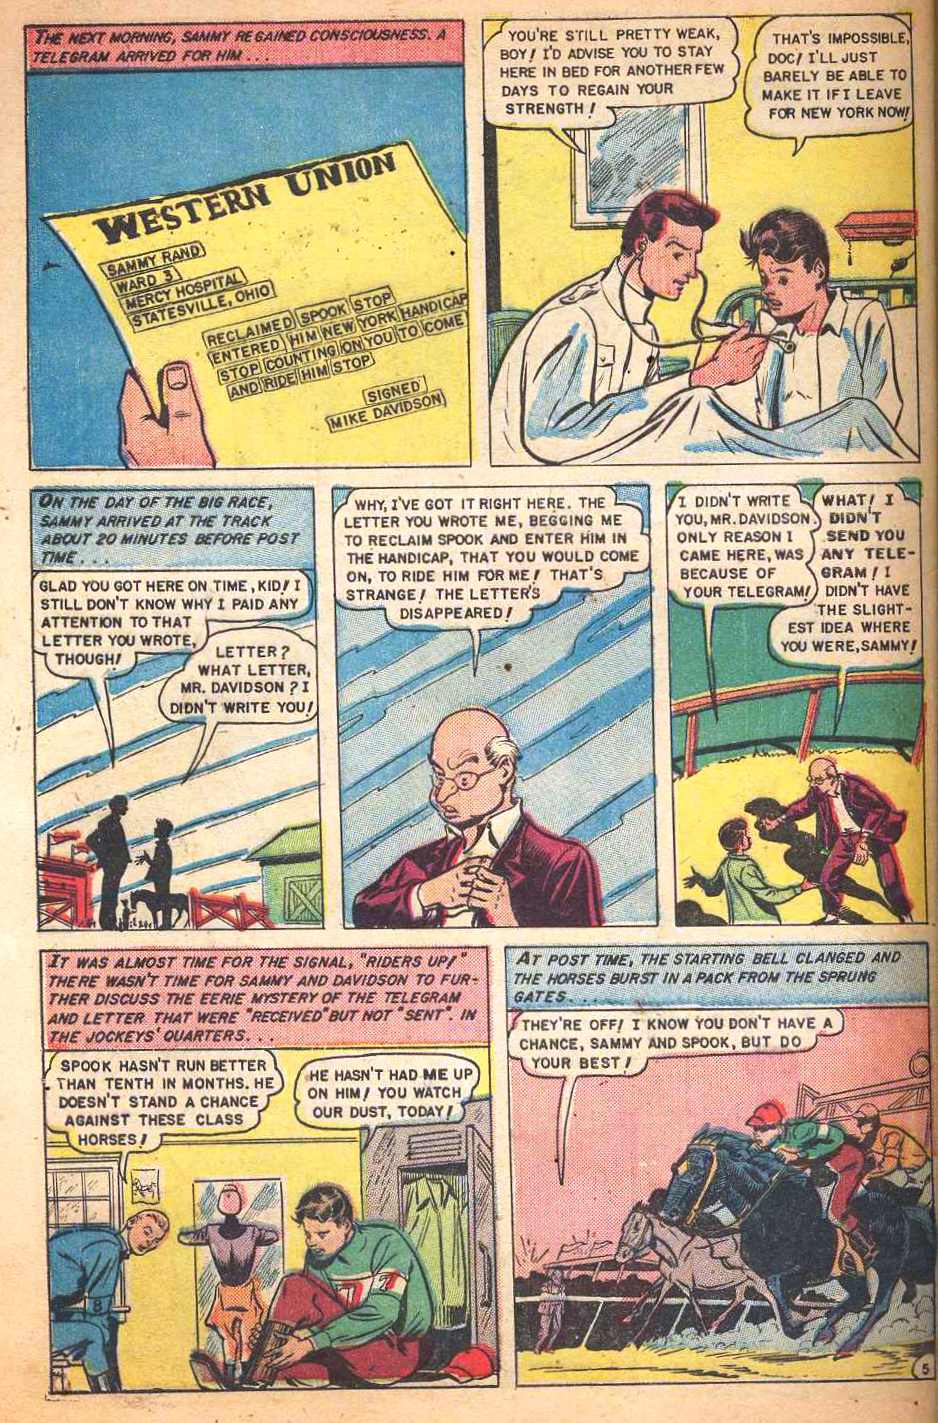 THE NEXT MORNING, SAMMY REGAINED CONSCIOUSNESS. A
TELEGRAM ARRIVED FOR HIM...
WESTERN UNION
SAMMY RAND
WARD 3
MERCY HOSPITAL
STATESVILLE, OHIO
RECLAIMED SPOOK STOP
ENTERED HIM NEW YORK HANDICAP
STOP COUNTING ON YOU TO COME
AND RIDE HIM STOP
SIGNED
MIKE DAVIDSON
YOU'RE STILL PRETTY WEAK,
BOY! I'D ADVISE YOU TO STAY
HERE IN BED FOR ANOTHER FEW
DAYS TO REGAIN YOUR
STRENGTH!
THAT'S IMPOSSIBLE,
DOC! I'LL JUST
BARELY BE ABLE TO
MAKE IT IF I LEAVE
FOR NEW YORK NOW!
ON THE DAY OF THE BIG RACE,
SAMMY ARRIVED AT THE TRACK
ABOUT 20 MINUTES BEFORE POST
TIME...
GLAD YOU GOT HERE ON TIME, KID! I
STILL DON'T KNOW WHY I PAID ANY
ATTENTION TO THAT
LETTER YOU WROTE,
THOUGH!
LETTER?
WHAT LETTER,
MR. DAVIDSON? I
DIDN'T WRITE YOU!
WHY, I'VE GOT IT RIGHT HERE. THE
LETTER YOU WROTE ME, BEGGING ME
TO RECLAIM SPOOK AND ENTER HIM IN
THE HANDICAP, THAT YOU WOULD COME
ON, TO RIDE HIM FOR ME! THAT'S
STRANGE! THE LETTER'S
DISAPPEARED!
I DIDN'T WRITE
YOU, MR. DAVIDSON.
ONLY REASON I
CAME HERE, WAS
BECAUSE OF
YOUR TELEGRAM!
WHAT! I
DIDN'T
SEND YOU
ANY TELE-
GRAM! I
DIDN'T HAVE
THE SLIGHT-
EST IDEA WHERE
YOU WERE, SAMMY!
IT WAS ALMOST TIME FOR THE SIGNAL, "RIDERS UP!"
THERE WASN'T TIME FOR SAMMY AND DAVIDSON TO FUR-
THER DISCUSS THE EERIE MYSTERY OF THE TELEGRAM
AND LETTER THAT WERE "RECEIVED" BUT NOT "SENT". IN
THE JOCKEYS' QUARTERS...
SPOOK HASN'T RUN BETTER
THAN TENTH IN MONTHS. HE
DOESN'T STAND A CHANCE
AGAINST THESE CLASS
HORSES!
HE HASN'T HAD ME UP
ON HIM! YOU WATCH
OUR DUST, TODAY!
8
77
AT POST TIME, THE STARTING BELL CLANGED AND
THE HORSES BURST IN A PACK FROM THE SPRUNG
GATES...
THEY'RE OFF! I KNOW YOU DON'T HAVE A
CHANCE, SAMMY AND SPOOK, BUT DO
YOUR BEST!
5